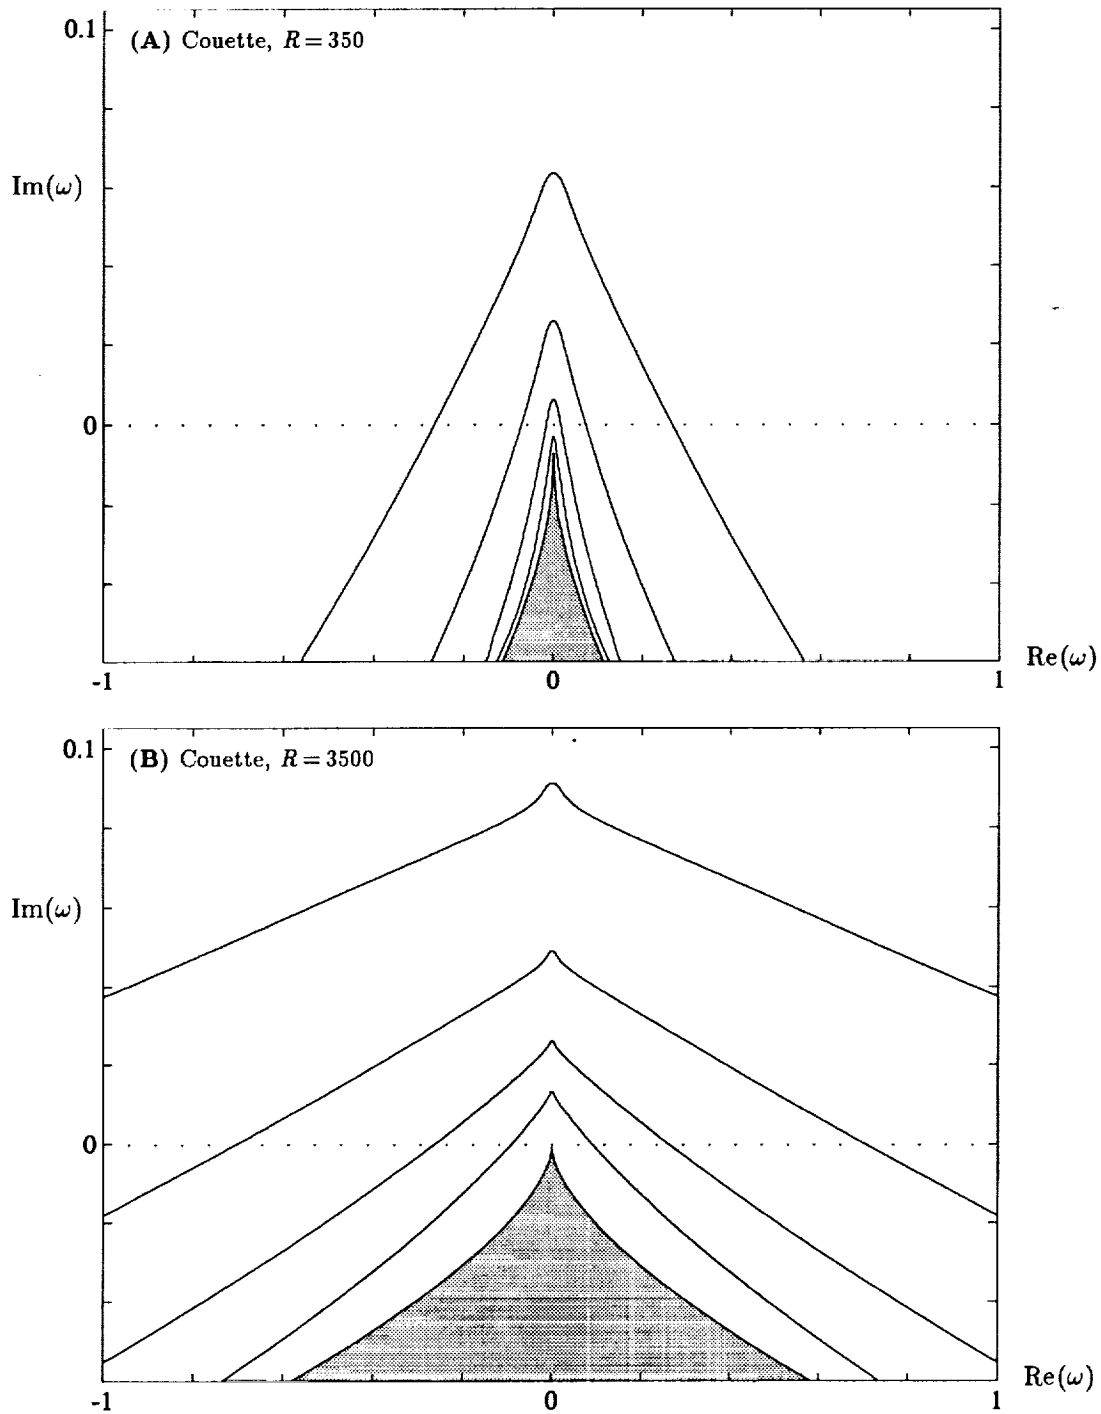 0.1
(A) Couette, R = 350
Im(ω)
0
-1
0
1
Re(ω)
0.1
(B) Couette, R = 3500
Im(ω)
0
-1
0
1
Re(ω)